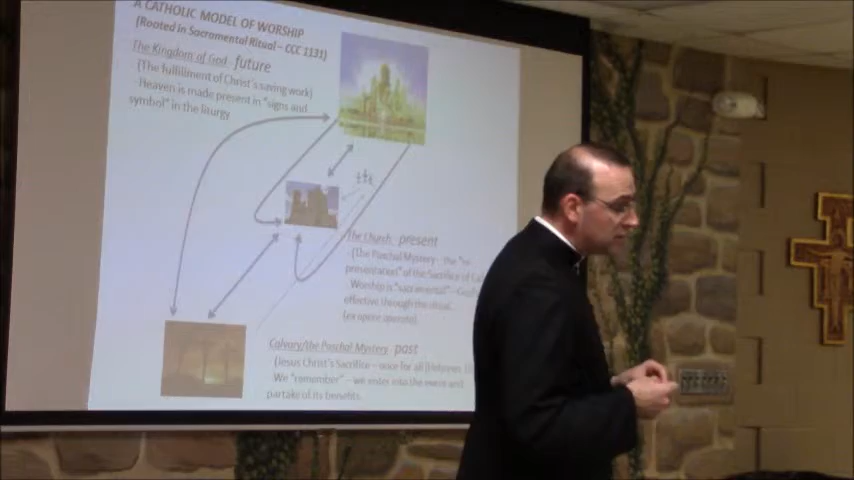 A CATHOLIC MODEL OF WORSHIP
(Rooted in Sacramental Ritual – CCC 1131)
The Kingdom of God - future
(The fulfillment of Christ's saving work)
Heaven is made present in "signs and
symbol" in the liturgy
The Church - present
(The Paschal Mystery - the "re-
presentation" of the Sacrifice of
Worship is "sacramental" -
effective through the ritual.
(ex opere operato)
Calvary/the Paschal Mystery - past
(Jesus Christ's Sacrifice – once for all (Hebrews
We "remember" – we enter into the event and
partake of its benefits.